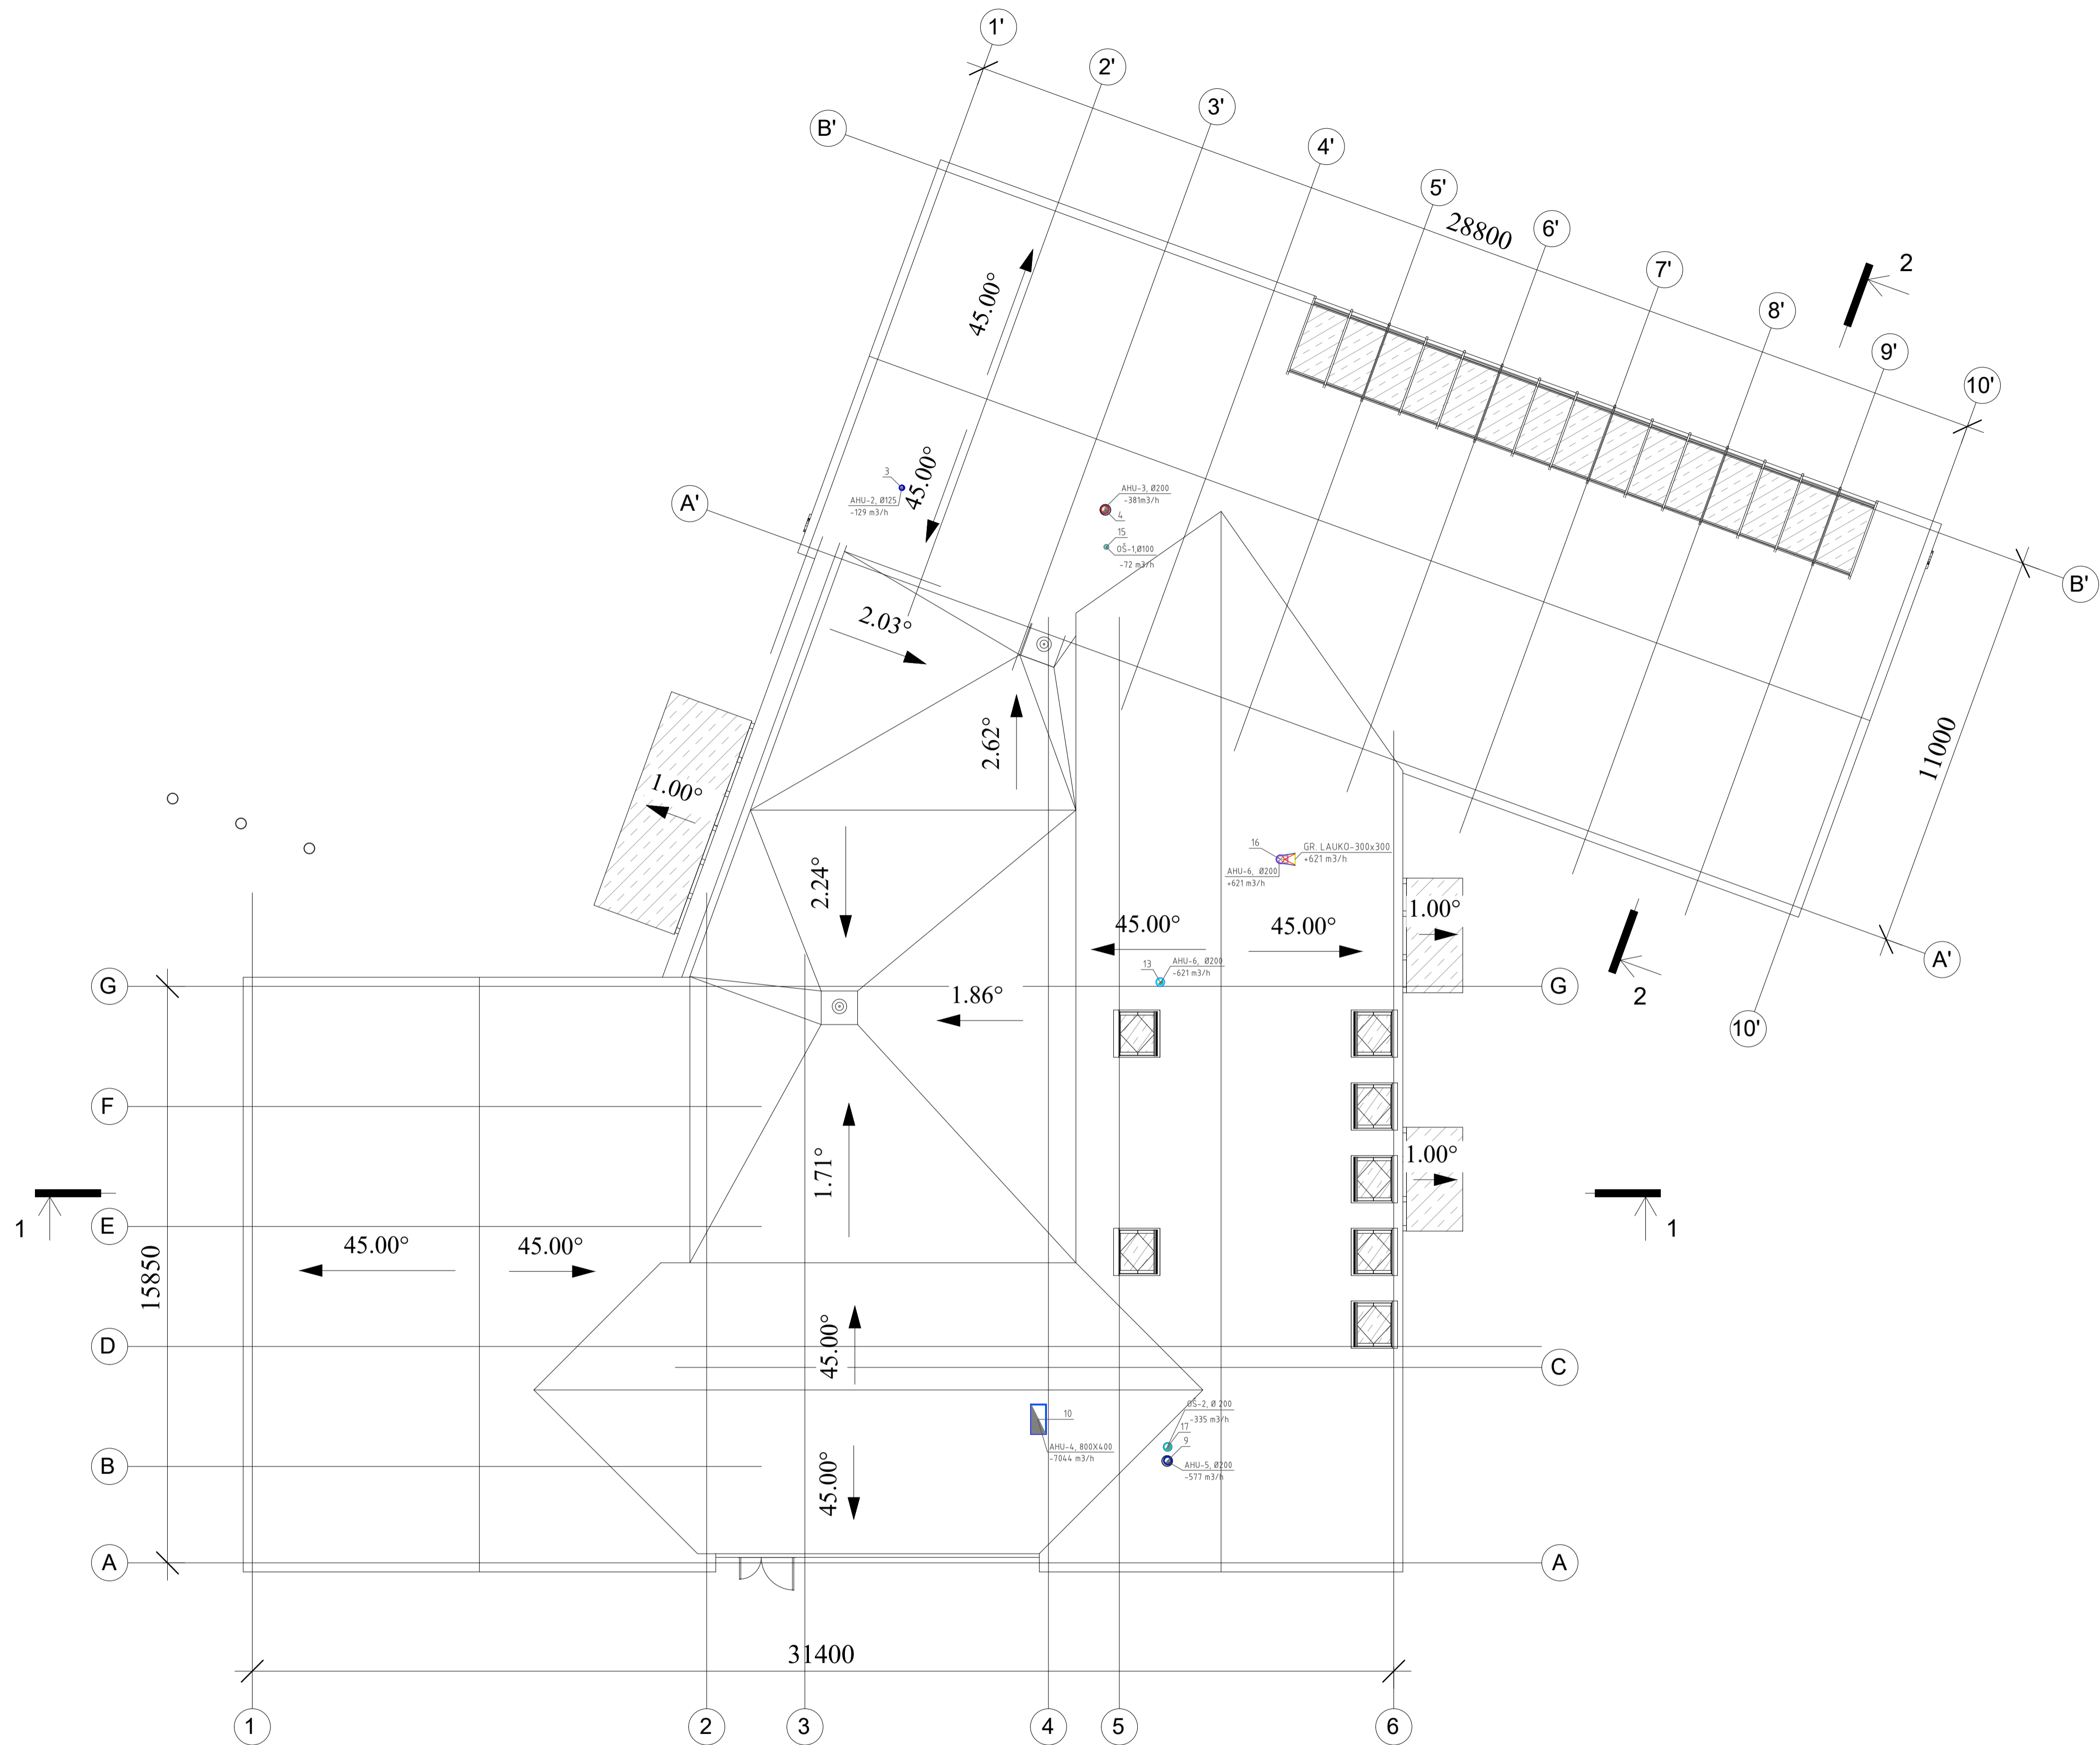 1'
2'
3'
B'
4'
5'
28800
6'
2
7'
45.00°
8'
9'
10'
3
45.00°
AHU-2, Ø125
-129 m3/h
A'
AHU-3, Ø200
-381m3/h
4
15
OŠ-1,Ø100
-72 m3/h
B'
2.03°
2.62°
11000
1.00°
16
GR. LAUKO-300x300
+621 m3/h
AHU-6, Ø200
+621 m3/h
2.24°
45.00°
45.00°
1.00°
13
AHU-6, Ø200
-621 m3/h
A'
G
1.86°
G
2
10'
F
1.71°
1.00°
1
1
E
45.00°
45.00°
15850
D
45.00°
C
10
OŠ-2, Ø 200
-335 m3/h
17
9
AHU-4, 800X400
-7044 m3/h
AHU-5, Ø200
-577 m3/h
B
45.00°
A
A
31400
1
2
3
4
5
6